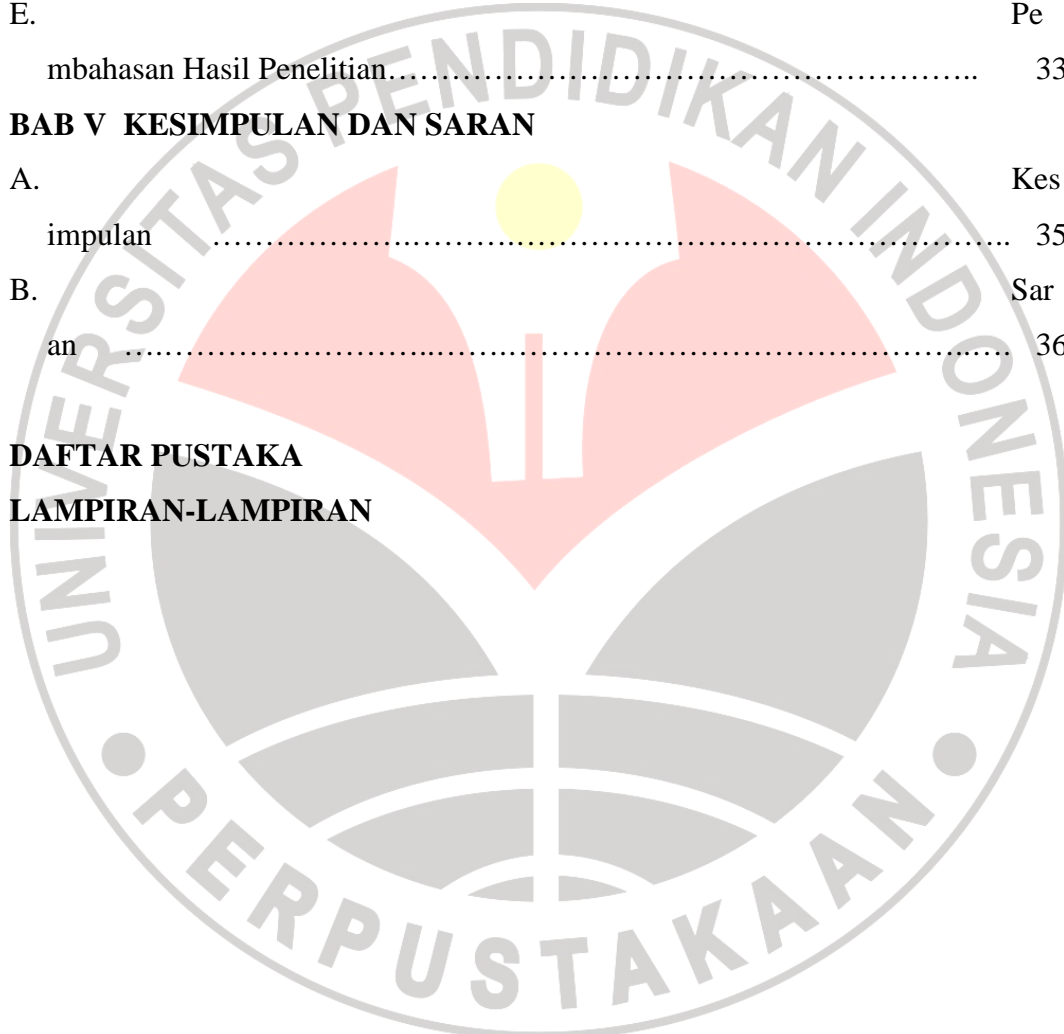 E. Pe
mbahasan Hasil Penelitian……………………………………………………….. 33
BAB V KESIMPULAN DAN SARAN
A. Kes
impulan ……………….…………………………………………………….. 35
B. Sar
an ….………………………..…….………………………………………..…. 36
DAFTAR PUSTAKA
LAMPIRAN-LAMPIRAN
UNIVERSITAS PENDIDIKAN INDONESIA
PERPUSTAKAAN